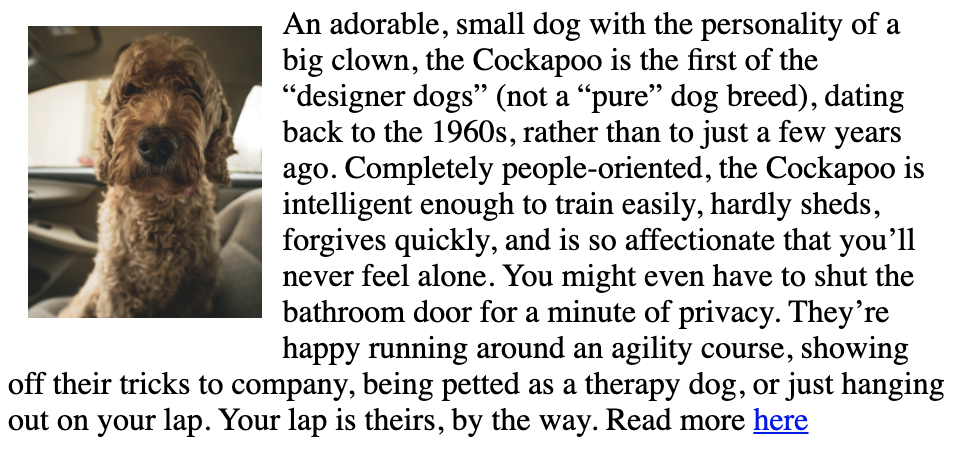 An adorable, small dog with the personality of a
big clown, the Cockapoo is the first of the
“designer dogs” (not a “pure” dog breed), dating
back to the 1960s, rather than to just a few years
ago. Completely people-oriented, the Cockapoo is
intelligent enough to train easily, hardly sheds,
forgives quickly, and is so affectionate that you’ll
never feel alone. You might even have to shut the
bathroom door for a minute of privacy. They’re
happy running around an agility course, showing
off their tricks to company, being petted as a therapy dog, or just hanging
out on your lap. Your lap is theirs, by the way. Read more here